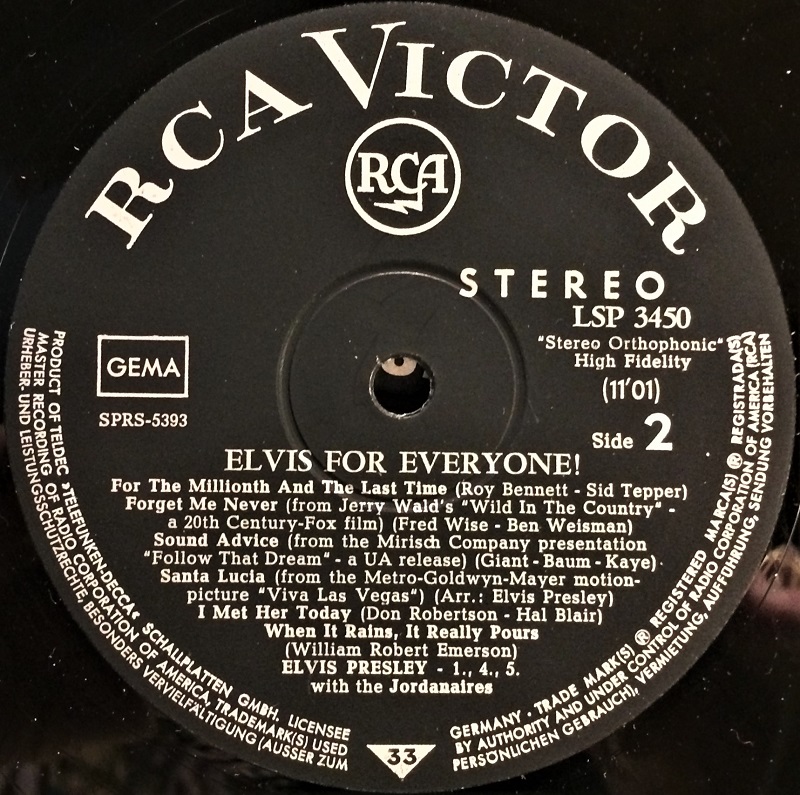 RCA VICTOR
RCA
STEREO
LSP 3450
"Stereo Orthophonic"
High Fidelity
(11'01)
Side 2
GEMA
SPRS-5393
ELVIS FOR EVERYONE!
For The Millionth And The Last Time (Roy Bennett - Sid Tepper)
Forget Me Never (from Jerry Wald's "Wild In The Country" -
a 20th Century-Fox film) (Fred Wise - Ben Weisman)
Sound Advice (from the Mirisch Company presentation
"Follow That Dream" - a UA release) (Giant - Baum - Kaye)
Santa Lucia (from the Metro-Goldwyn-Mayer motion-
picture "Viva Las Vegas") (Arr.: Elvis Presley)
I Met Her Today (Don Robertson - Hal Blair)
When It Rains, It Really Pours
(William Robert Emerson)
ELVIS PRESLEY - 1., 4., 5.
with the Jordanaires
33
PRODUCT OF TELDEC »TELEFUNKEN-DECCA« SCHALLPLATTEN GMBH. LICENSEE
MASTER RECORDING OF RADIO CORPORATION OF AMERICA, TRADEMARK(S) USED
URHEBER- UND LEISTUNGSSCHUTZRECHTE, BESONDERS VERVIELFÄLTIGUNG (AUSSER ZUM
GERMANY · TRADE MARK(S) ® REGISTERED MARCA(S) ® REGISTRADA(S)
BY AUTHORITY AND UNDER CONTROL OF RADIO CORPORATION OF AMERICA (RCA)
PERSÖNLICHEN GEBRAUCH), VERMIETUNG, AUFFÜHRUNG, SENDUNG VORBEHALTEN